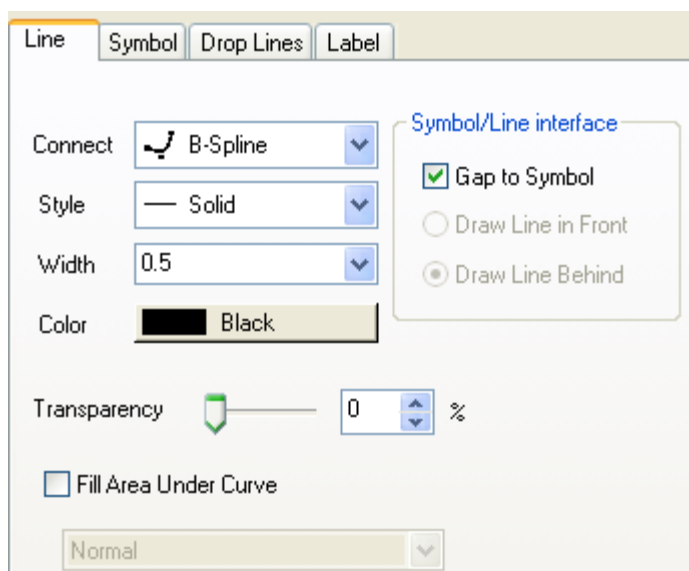 Line Symbol Drop Lines Label
Symbol/Line interface
Connect B-Spline
Gap to Symbol
Style Solid
Draw Line in Front
Width 0.5
Draw Line Behind
Color Black
Transparency 0 %
Fill Area Under Curve
Normal